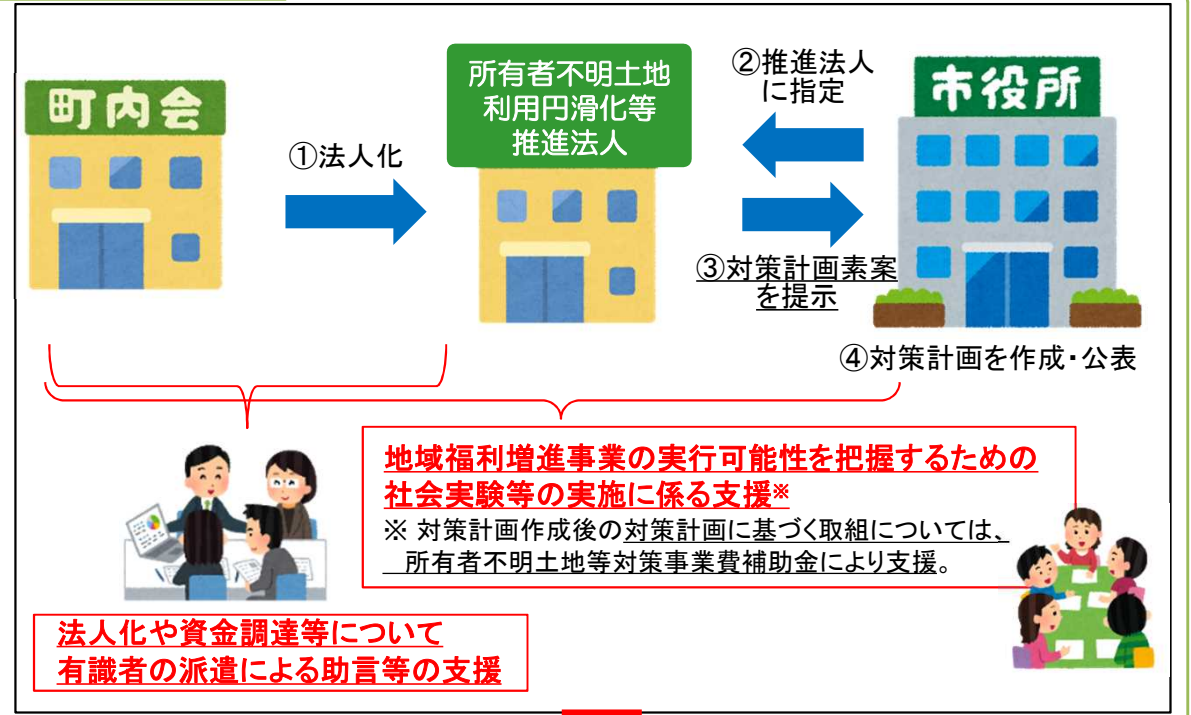 町内会
①法人化
所有者不明土地
利用円滑化等
推進法人
②推進法人
に指定
③対策計画素案
を提示
市役所
④対策計画を作成・公表
地域福利増進事業の実行可能性を把握するための
社会実験等の実施に係る支援※
※ 対策計画作成後の対策計画に基づく取組については、
所有者不明土地等対策事業費補助金により支援。
法人化や資金調達等について
有識者の派遣による助言等の支援